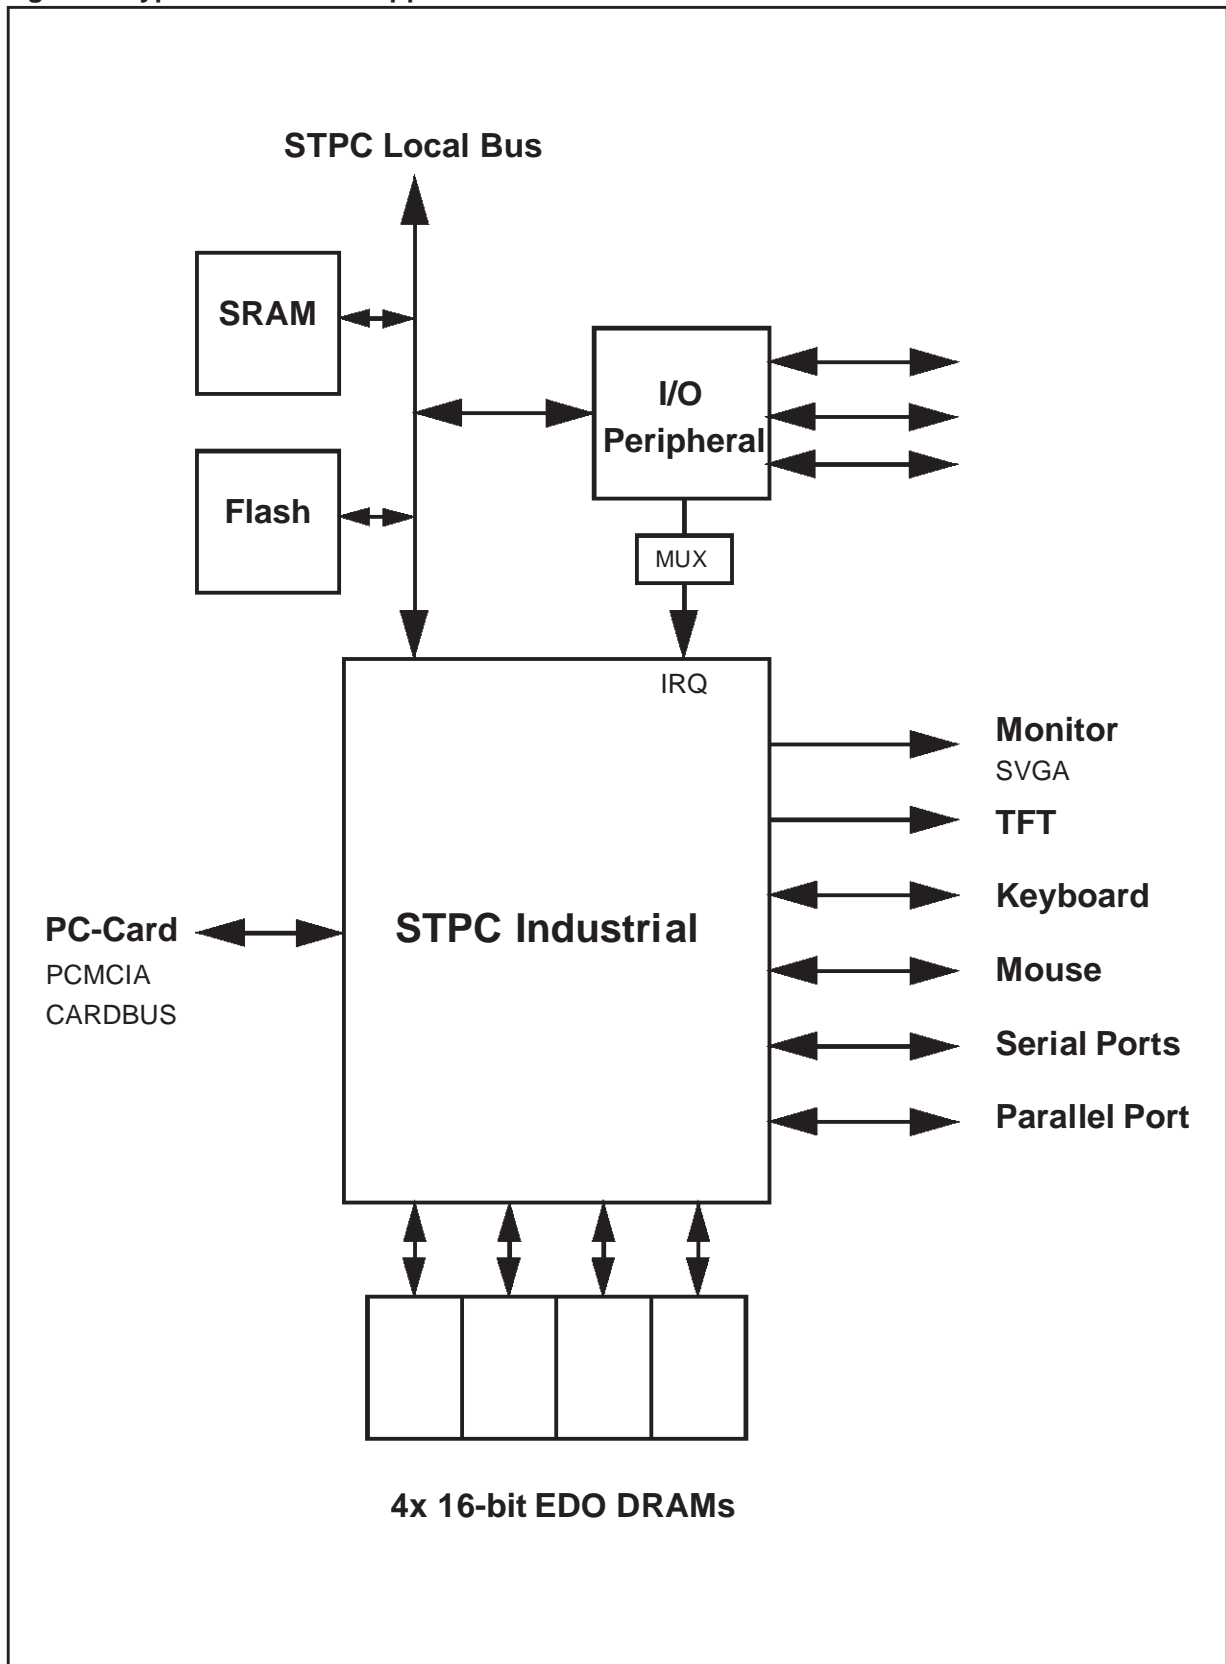 STPC Local Bus
SRAM
I/O
Peripheral
Flash
MUX
IRQ
Monitor
SVGA
TFT
Keyboard
PC-Card
STPC Industrial
PCMCIA
Mouse
CARDBUS
Serial Ports
Parallel Port
4x 16-bit EDO DRAMs